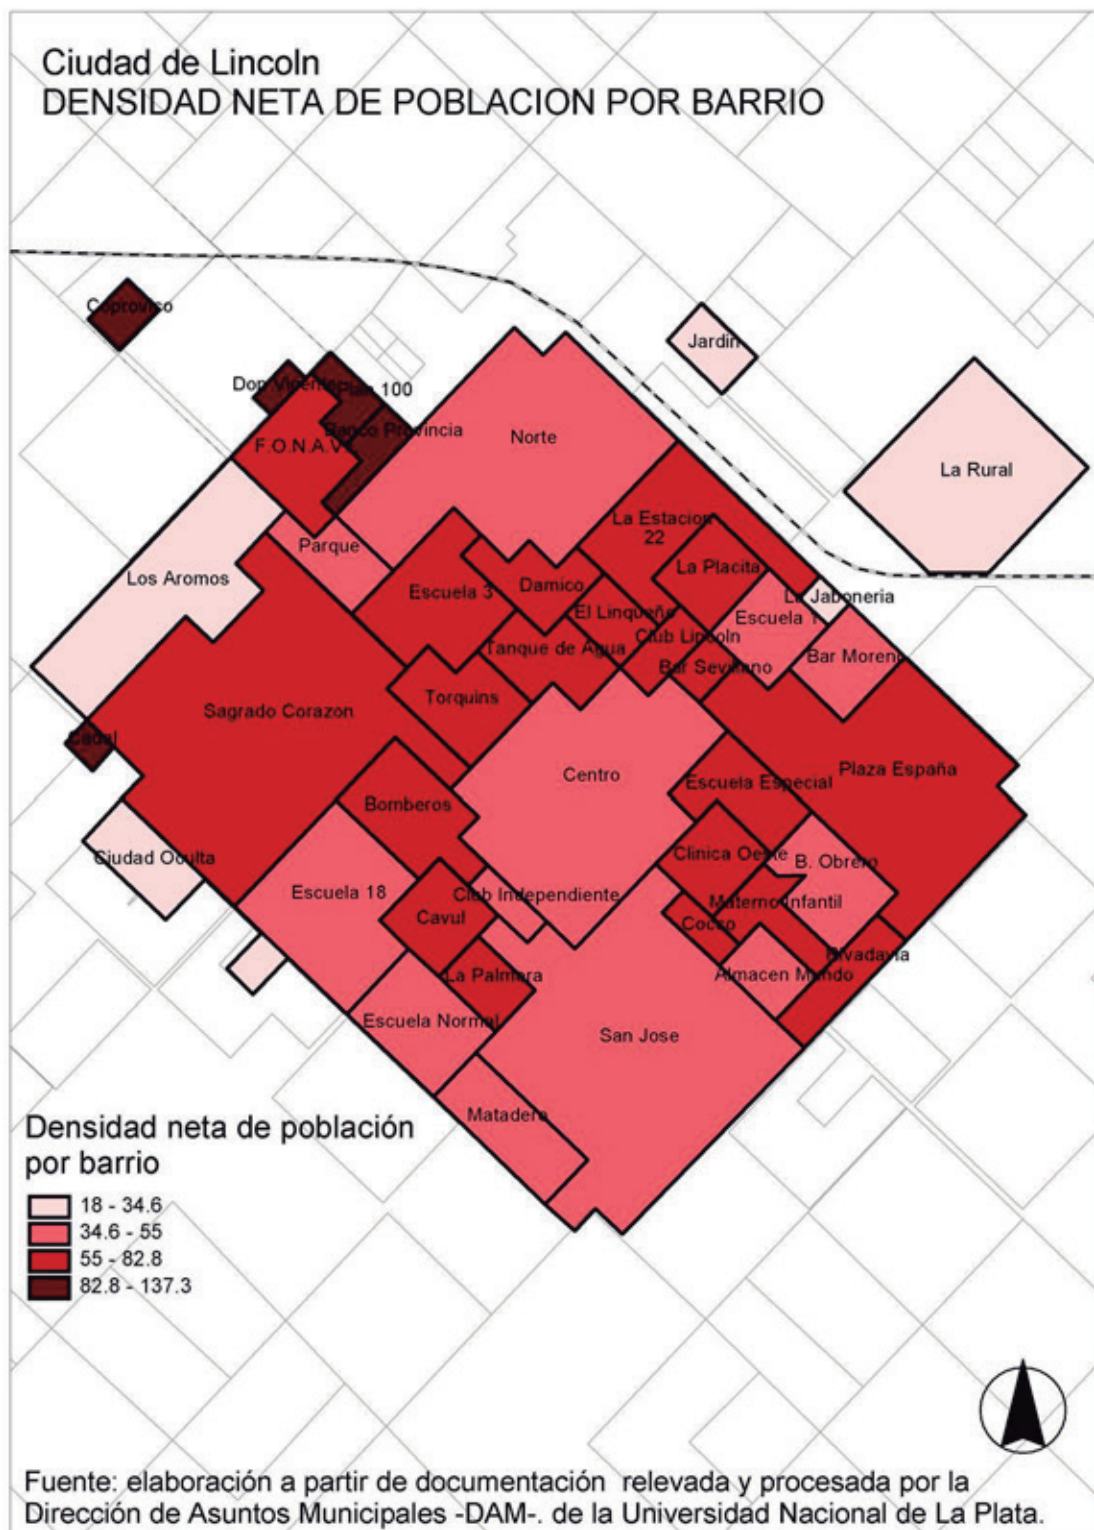 Ciudad de Lincoln
DENSIDAD NETA DE POBLACION POR BARRIO
Coprovico
Jardin
Don Vicente
Plan 100
Banco Provincia
Norte
F.O.N.A.V.
La Rural
La Estacion
22
Parque
La Placita
Los Aromos
Damico
Escuela 3
La Jaboneria
El Linqueño
Escuela 1
Club Lincoln
Tanque de Agua
Bar Moreno
Bar Sevillano
Torquins
Sagrado Corazon
Cadal
Centro
Plaza España
Escuela Especial
Bomberos
Clinica Oeste
Ciudad Oculta
B. Obrero
Escuela 18
Club Independiente
Materno Infantil
Cavul
Cocco
Rivadavia
La Palmera
Almacen Mundo
Escuela Normal
San Jose
Matadero
Densidad neta de población
por barrio
18 - 34.6
34.6 - 55
55 - 82.8
82.8 - 137.3
Fuente: elaboración a partir de documentación relevada y procesada por la
Dirección de Asuntos Municipales -DAM-. de la Universidad Nacional de La Plata.